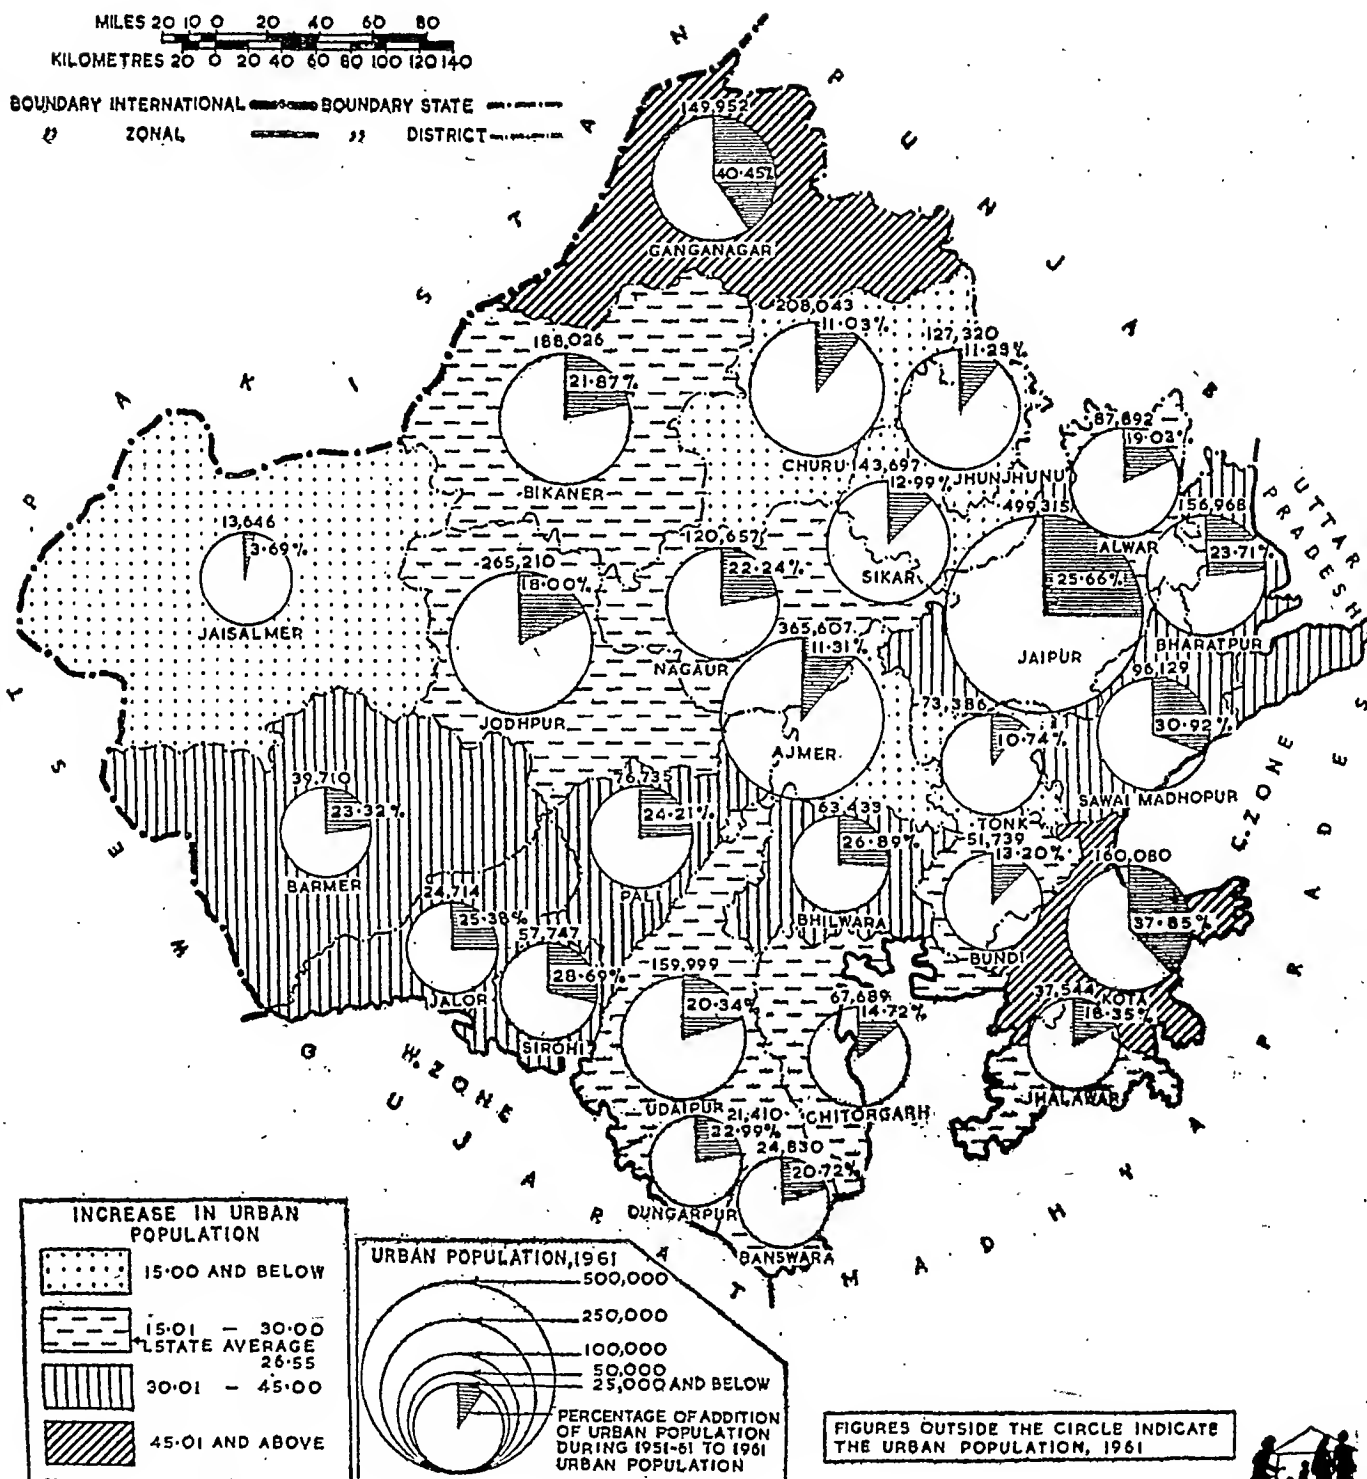 MILES 20 10 0 20 40 60 80
KILOMETRES 20 0 20 40 60 80 100 120 140
BOUNDARY INTERNATIONAL BOUNDARY STATE
" ZONAL " DISTRICT
WEST PAKISTAN
PUNJAB
UTTAR PRADESH
C. ZONE
MADHYA PRADESH
W. ZONE
GUJARAT
149,952
40.45%
GANGANAGAR
208,043
11.03%
CHURU
127,320
JHUNJHUNU
188,026
21.87%
BIKANER
87,892
19.03%
ALWAR
143,697
12.99%
SIKAR
499,315
25.66%
JAIPUR
156,968
23.71%
BHARATPUR
13,646
3.69%
JAISALMER
265,210
18.00%
JODHPUR
120,657
22.24%
NAGAUR
365,607
11.31%
AJMER
73,386
10.74%
TONK
96,129
30.92%
SAWAI MADHOPUR
39,710
23.32%
BARMER
76,735
24.21%
PALI
63,433
26.89%
BHILWARA
51,739
13.20%
BUNDI
160,080
37.85%
KOTA
24,714
25.38%
JALOR
57,747
28.69%
SIROHI
159,999
20.34%
UDAIPUR
67,689
14.72%
CHITORGARH
37,544
18.35%
JHALAWAR
21,410
22.99%
DUNGARPUR
24,830
20.72%
BANSWARA
INCREASE IN URBAN
POPULATION
15.00 AND BELOW
15.01 – 30.00
STATE AVERAGE
26.55
30.01 – 45.00
45.01 AND ABOVE
URBAN POPULATION, 1961
500,000
250,000
100,000
50,000
25,000 AND BELOW
PERCENTAGE OF ADDITION
OF URBAN POPULATION
DURING 1951-61 TO 1961
URBAN POPULATION
FIGURES OUTSIDE THE CIRCLE INDICATE
THE URBAN POPULATION, 1961